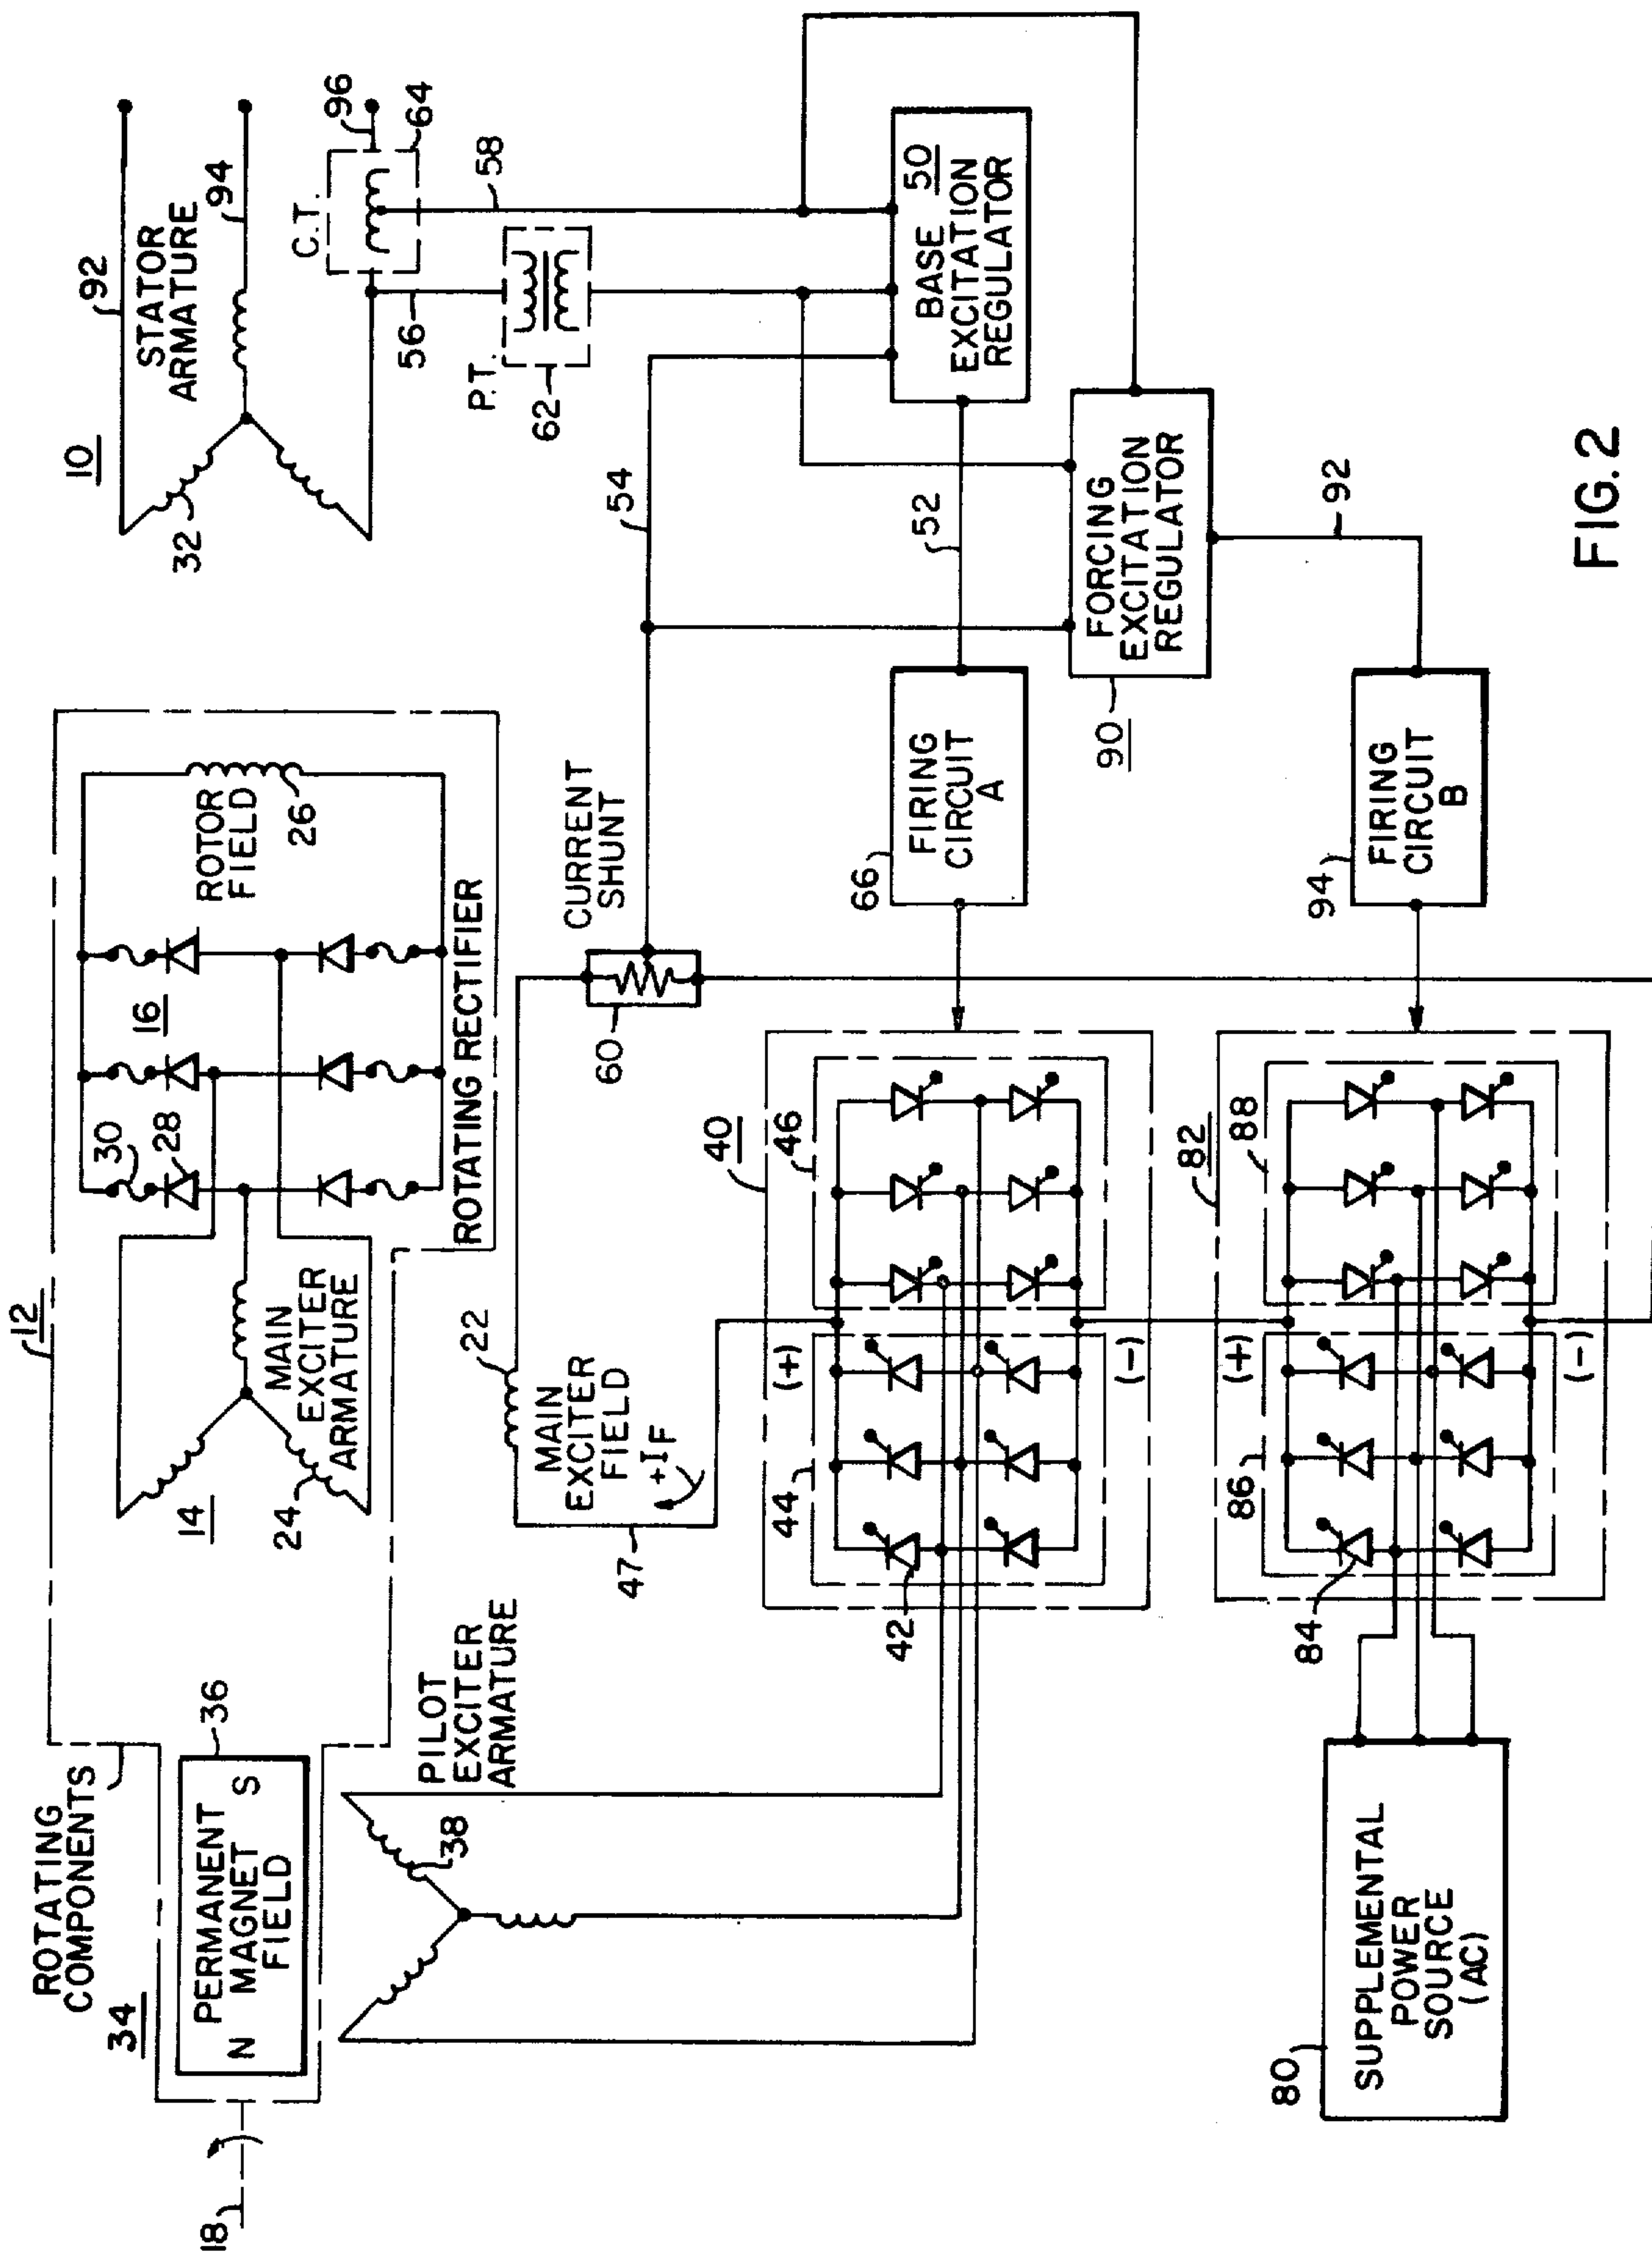 10
92
STATOR
ARMATURE
94
32
C.T.
96
64
58
56
P.T.
62
BASE 50
EXCITATION
REGULATOR
54
52
FORCING
EXCITATION
REGULATOR
90
92
12
ROTATING
COMPONENTS
34
18
PERMANENT
N MAGNET S
FIELD
36
14
24
MAIN
EXCITER
ARMATURE
30
28
16
ROTOR
FIELD
26
ROTATING RECTIFIER
PILOT
EXCITER
ARMATURE
38
22
MAIN
EXCITER
FIELD
+IF
47
CURRENT
SHUNT
60
66
FIRING
CIRCUIT
A
40
44
46
(+)
(-)
42
94
FIRING
CIRCUIT
B
82
86
88
(+)
(-)
84
80
SUPPLEMENTAL
POWER
SOURCE
(AC)
FIG. 2